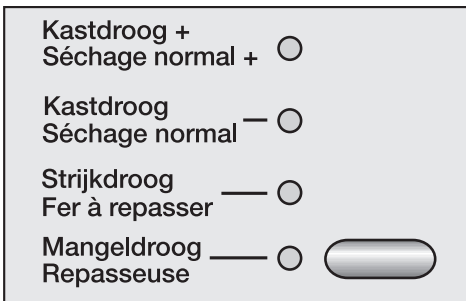 Kastdroog +
Séchage normal +
Kastdroog
Séchage normal
Strijkdroog
Fer à repasser
Mangeldroog
Repasseuse